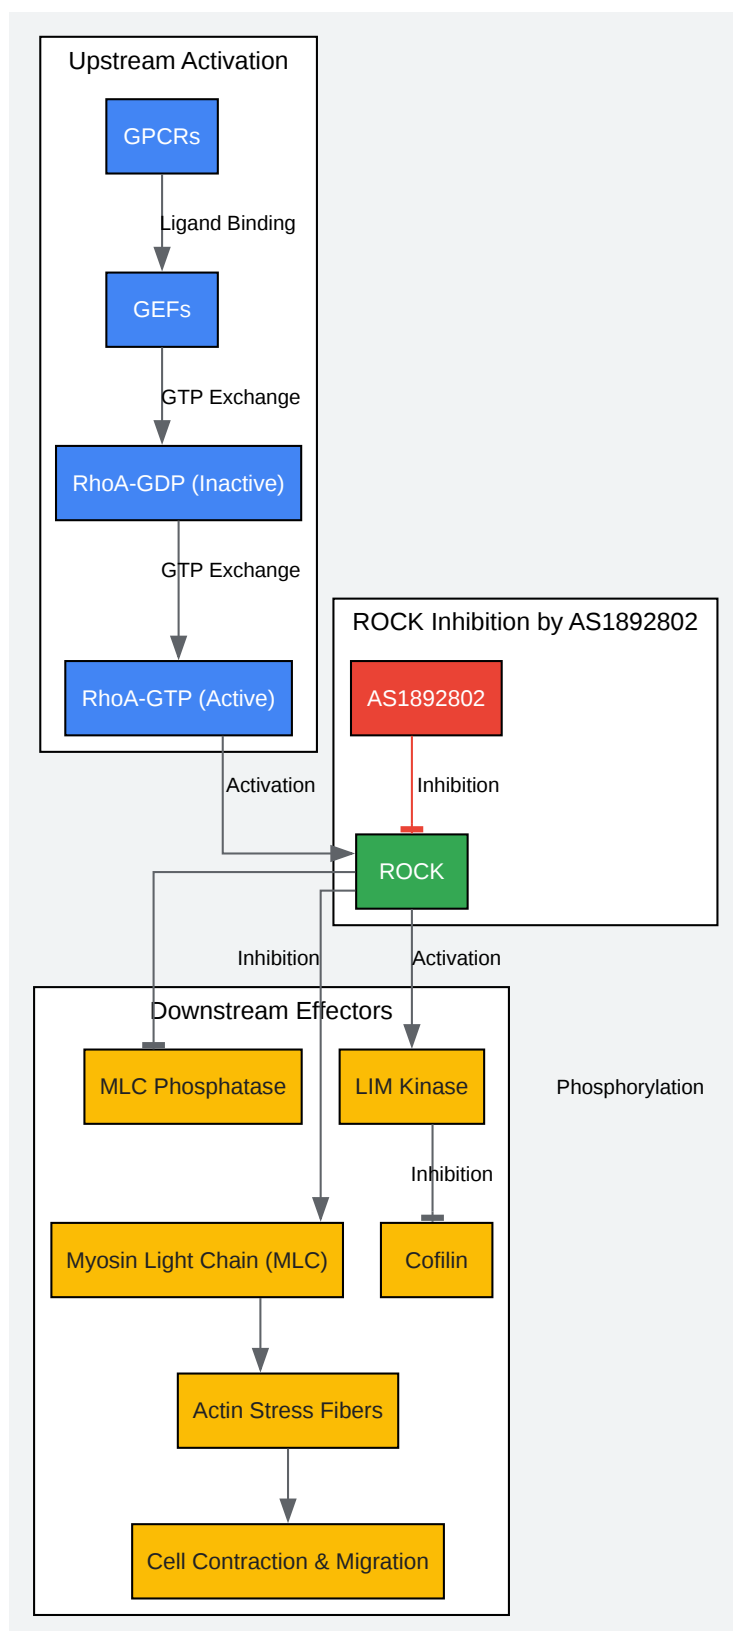 Upstream Activation
GPCRs
Ligand Binding
GEFs
GTP Exchange
RhoA-GDP (Inactive)
GTP Exchange
RhoA-GTP (Active)
ROCK Inhibition by AS1892802
AS1892802
Activation
Inhibition
ROCK
Inhibition
Activation
Downstream Effectors
MLC Phosphatase
LIM Kinase
Phosphorylation
Inhibition
Myosin Light Chain (MLC)
Cofilin
Actin Stress Fibers
Cell Contraction & Migration